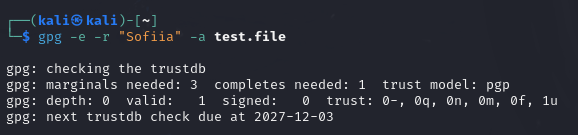 ┌──(kali㉿kali)-[~]
└─$ gpg -e -r "Sofiia" -a test.file
gpg: checking the trustdb
gpg: marginals needed: 3  completes needed: 1  trust model: pgp
gpg: depth: 0  valid:   1  signed:   0  trust: 0-, 0q, 0n, 0m, 0f, 1u
gpg: next trustdb check due at 2027-12-03